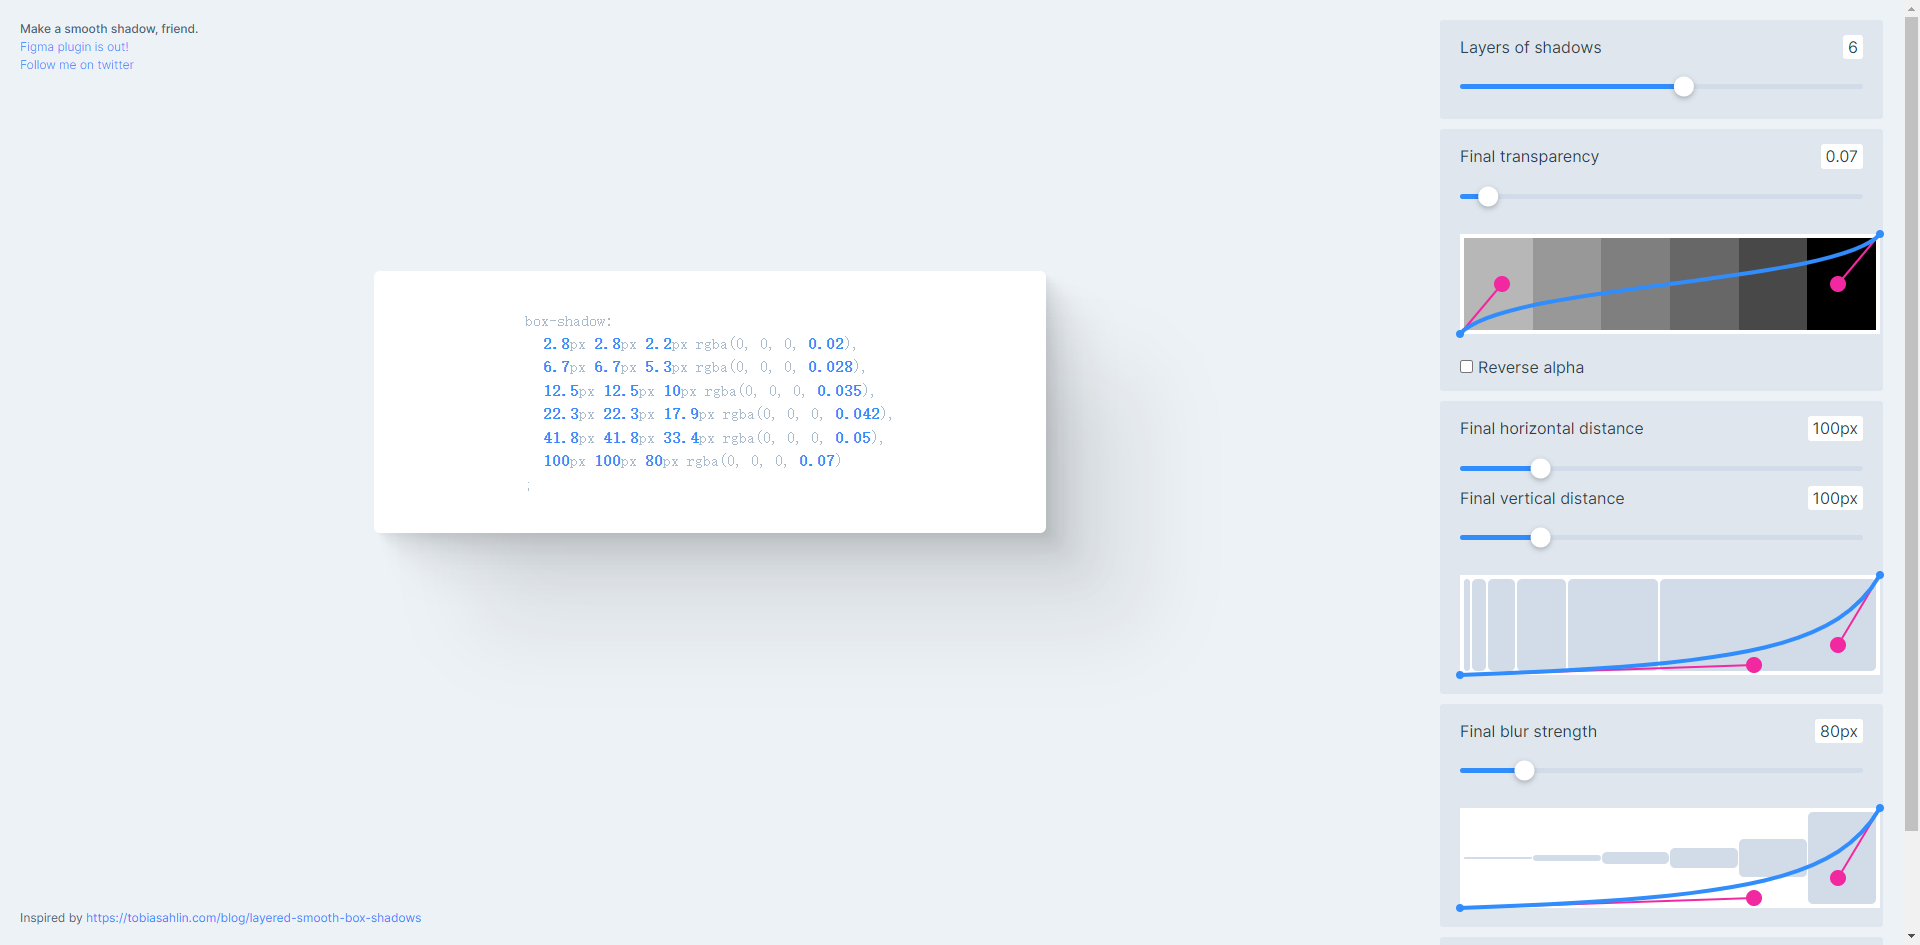 Make a smooth shadow, friend.
Figma plugin is out!
Follow me on twitter
box-shadow:
2.8px 2.8px 2.2px rgba(0, 0, 0, 0.02),
6.7px 6.7px 5.3px rgba(0, 0, 0, 0.028),
12.5px 12.5px 10px rgba(0, 0, 0, 0.035),
22.3px 22.3px 17.9px rgba(0, 0, 0, 0.042),
41.8px 41.8px 33.4px rgba(0, 0, 0, 0.05),
100px 100px 80px rgba(0, 0, 0, 0.07)
;
Inspired by https://tobiasahlin.com/blog/layered-smooth-box-shadows
Layers of shadows 6
Final transparency 0.07
Reverse alpha
Final horizontal distance 100px
Final vertical distance 100px
Final blur strength 80px